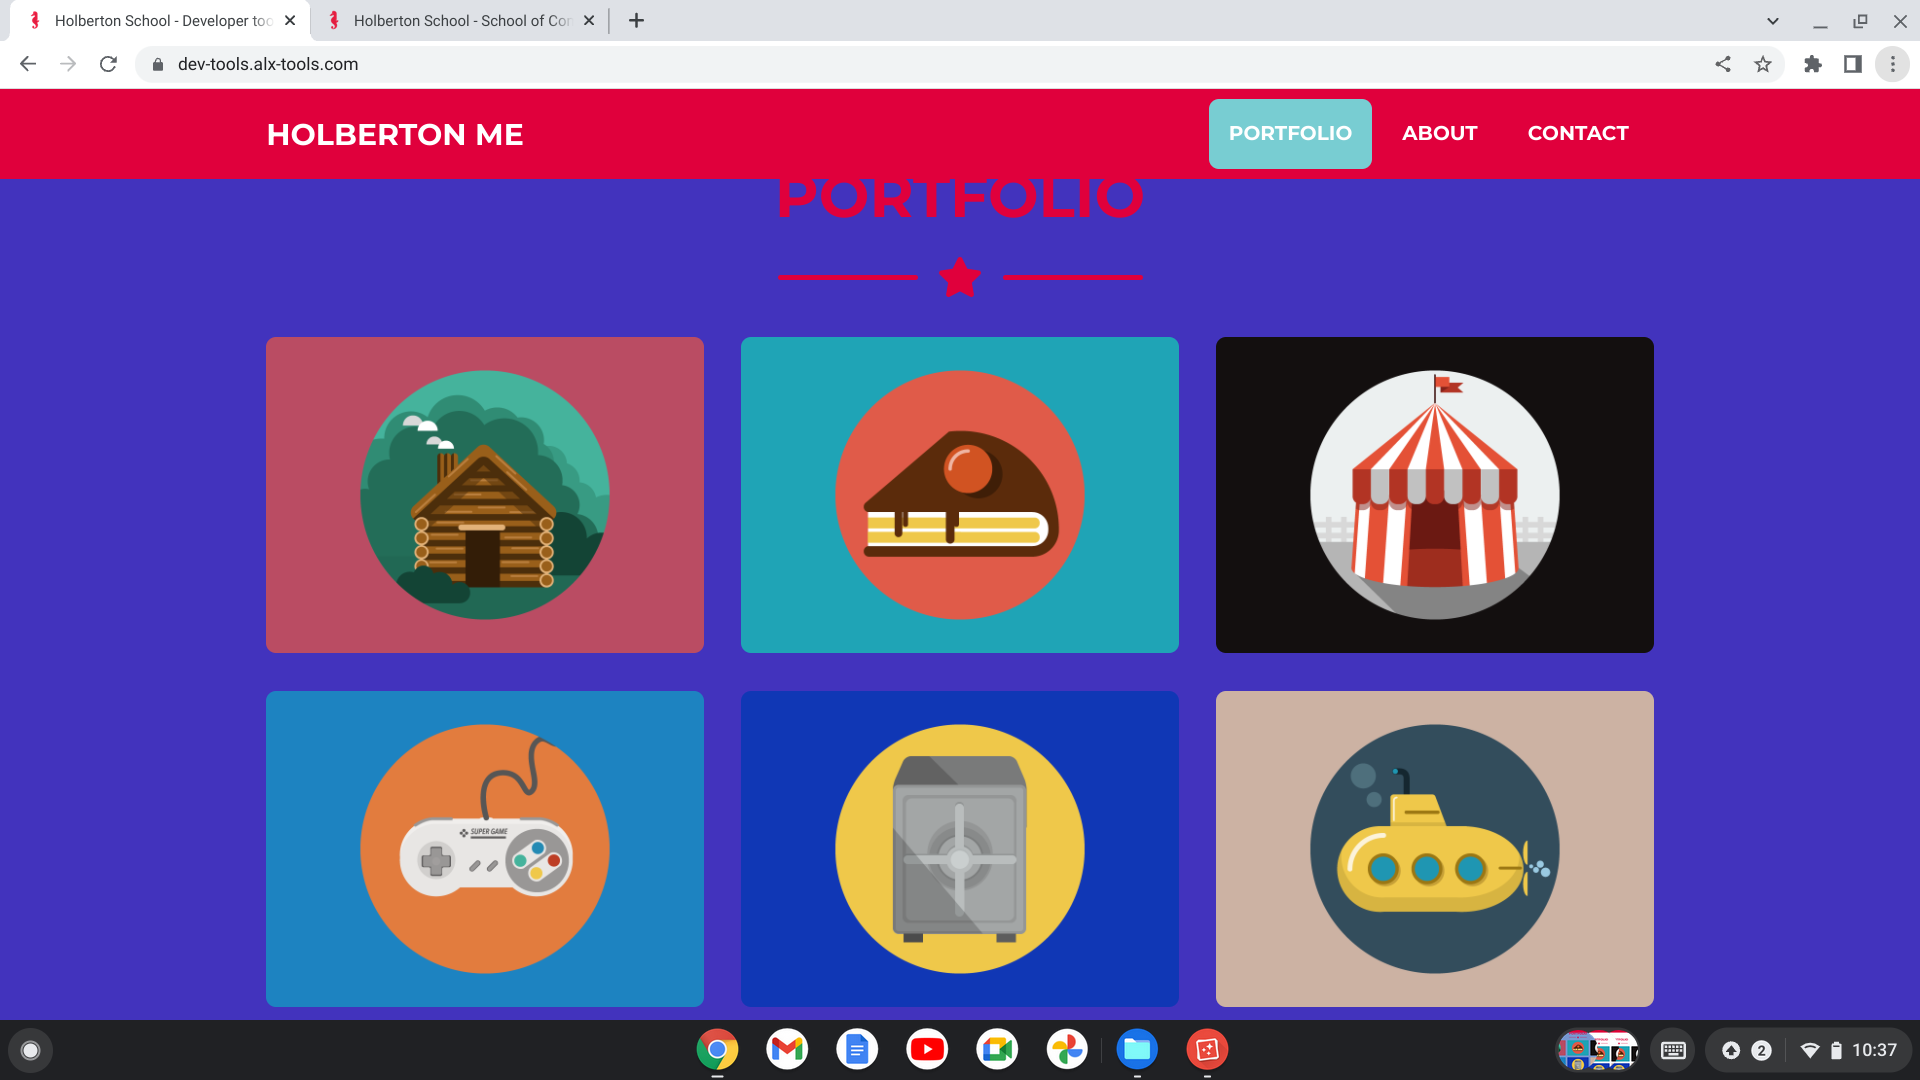 Holberton School - Developer too
Holberton School - School of Con
dev-tools.alx-tools.com
HOLBERTON ME
PORTFOLIO
ABOUT
CONTACT
PORTFOLIO
SUPER GAME
2
10:37